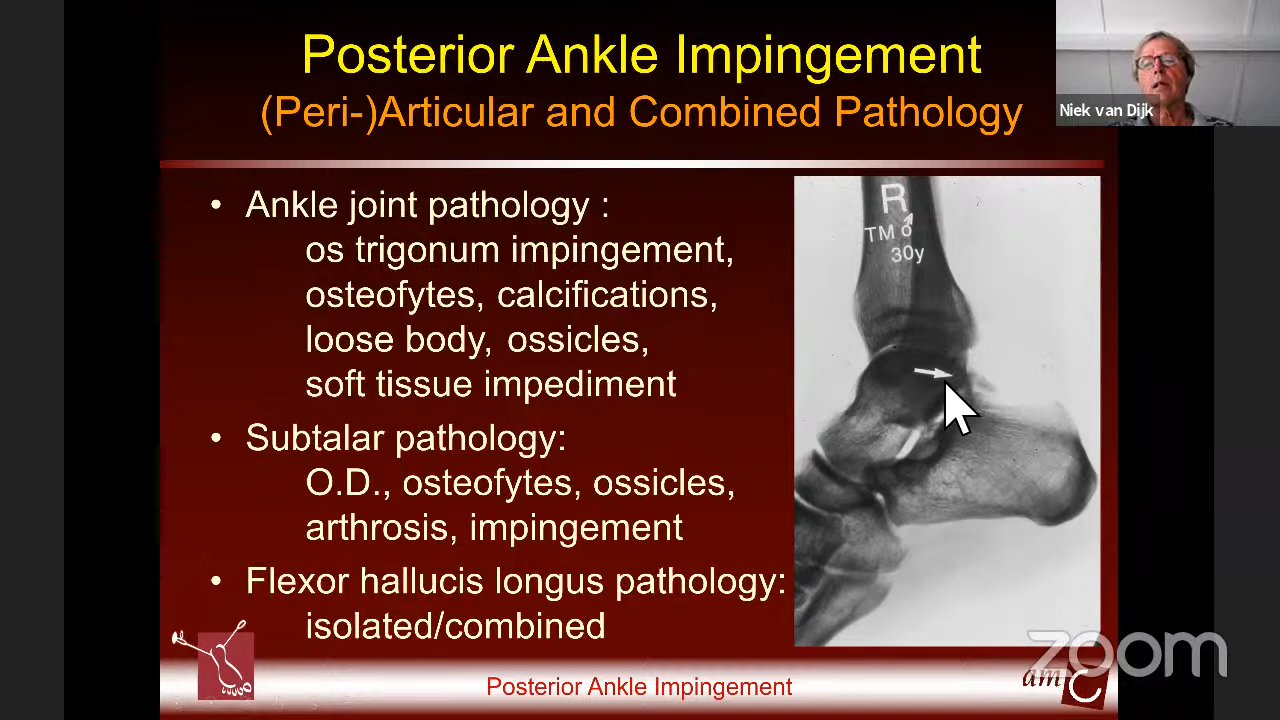 Posterior Ankle Impingement
(Peri-)Articular and Combined Pathology
Niek van Dijk
• Ankle joint pathology :
os trigonum impingement,
osteofytes, calcifications,
loose body, ossicles,
soft tissue impediment
• Subtalar pathology:
O.D., osteofytes, ossicles,
arthrosis, impingement
• Flexor hallucis longus pathology:
isolated/combined
R
TM ♂
30y
Posterior Ankle Impingement
zoom
amC